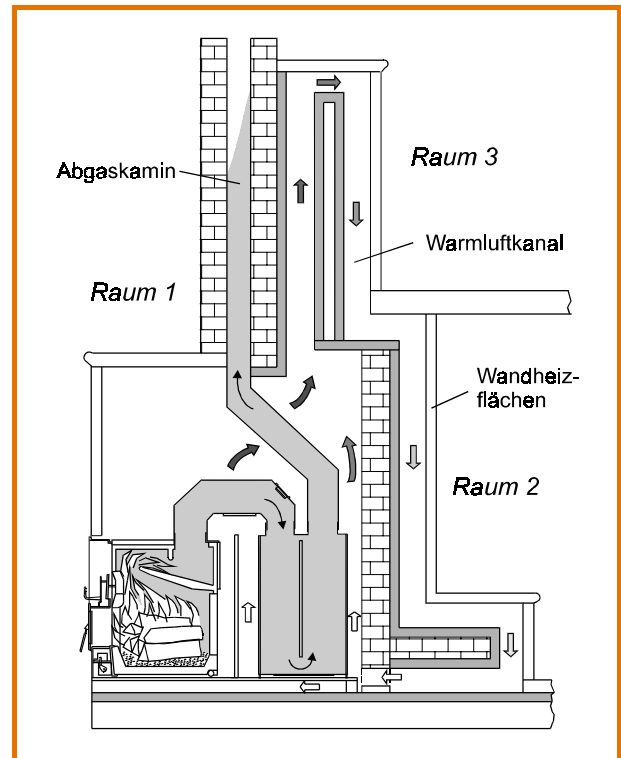 Raum 3
Abgaskamin
Warmluftkanal
Raum 1
Wandheiz-
flächen
Raum 2